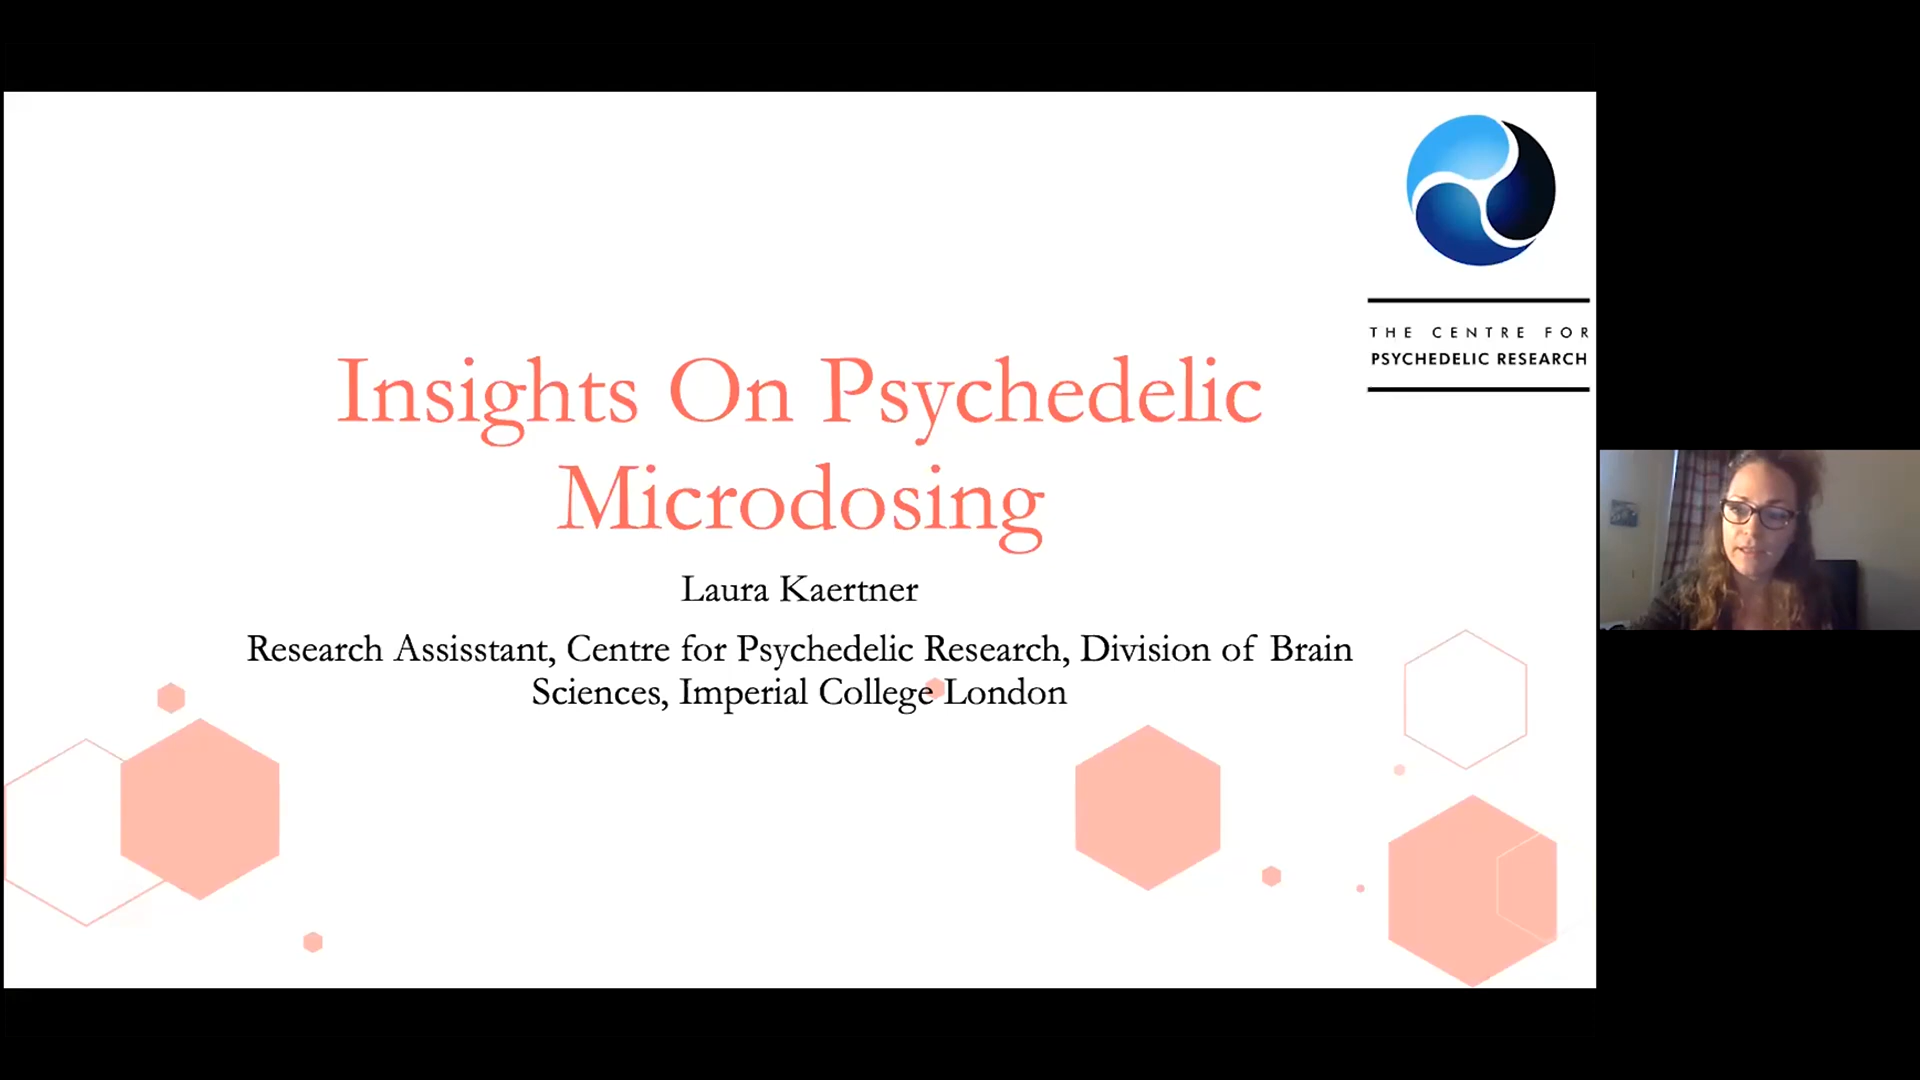 THE CENTRE FOR
PSYCHEDELIC RESEARCH
Insights On Psychedelic
Microdosing
Laura Kaertner
Research Assisstant, Centre for Psychedelic Research, Division of Brain
Sciences, Imperial College London